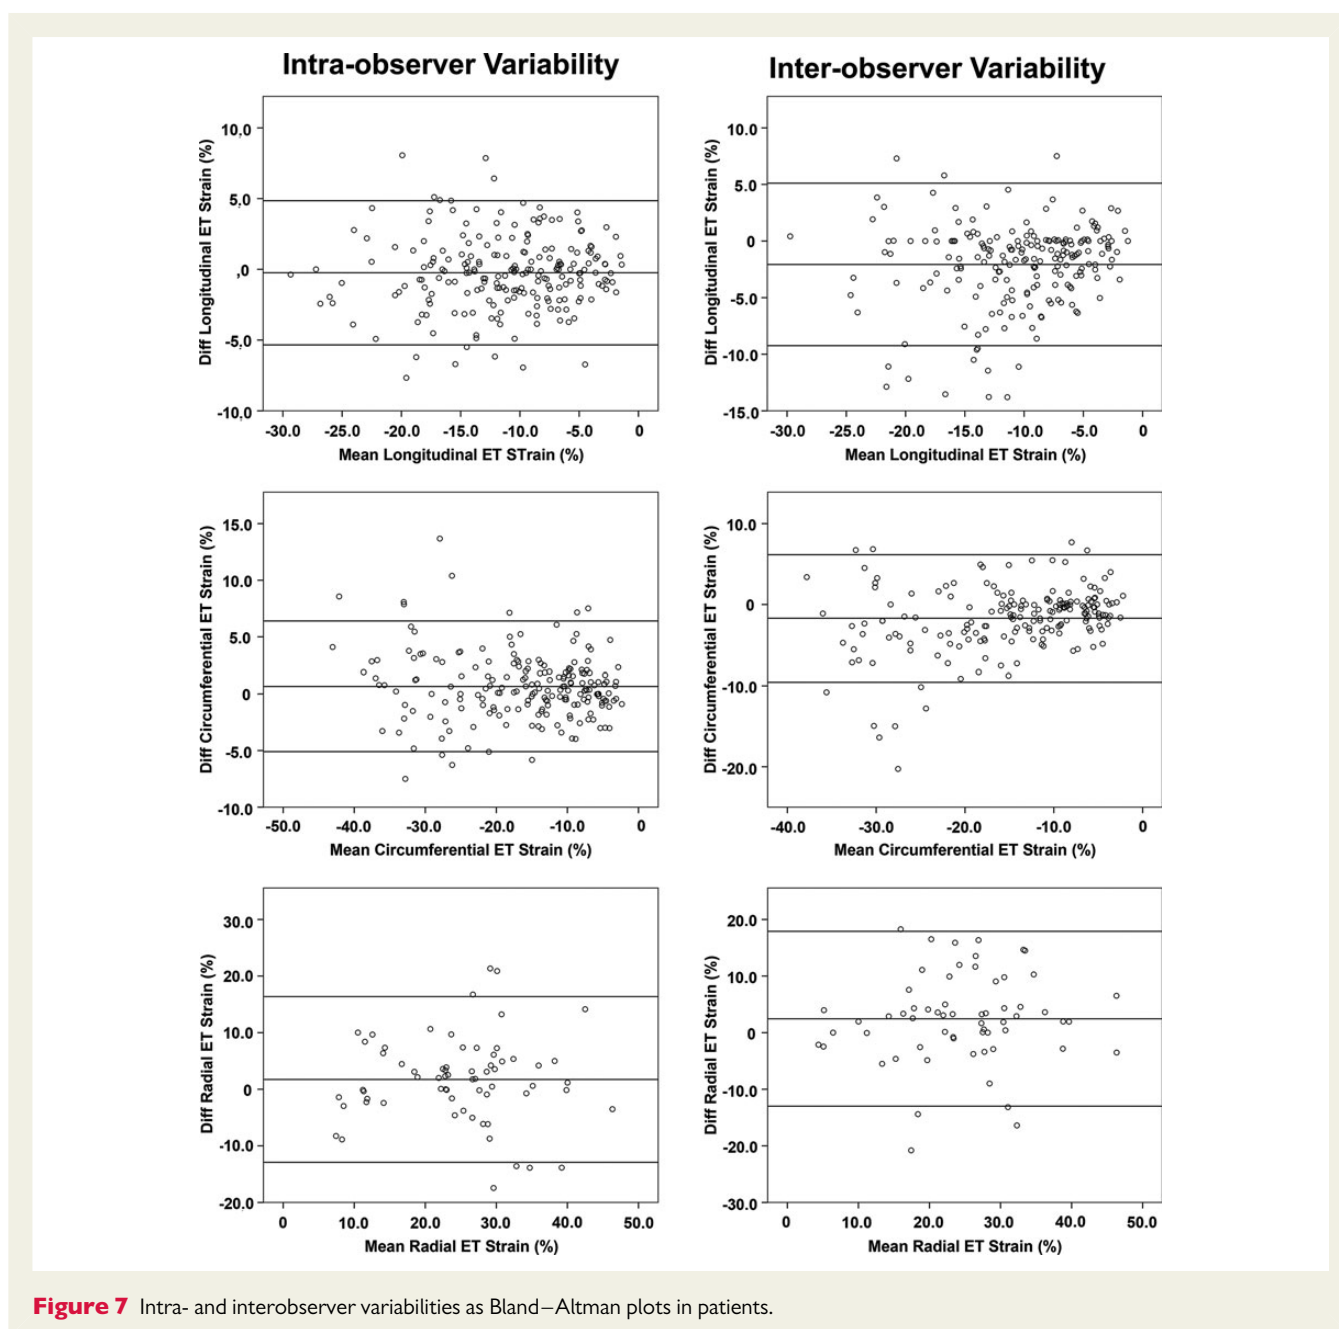 Intra-observer Variability
Inter-observer Variability
Diff Longitudinal ET Strain (%)
10.0
5.0
,0
-5.0
-10.0
-30.0 -25.0 -20.0 -15.0 -10.0 -5.0 0
Mean Longitudinal ET STrain (%)
Diff Longitudinal ET Strain (%)
10.0
5.0
0
-5.0
-10.0
-15.0
-30.0 -25.0 -20.0 -15.0 -10.0 -5.0 0
Mean Longitudinal ET Strain (%)
Diff Circumferential ET Strain (%)
15.0
10.0
5.0
0
-5.0
-10.0
-50.0 -40.0 -30.0 -20.0 -10.0 0
Mean Circumferential ET Strain (%)
Diff Circumferential ET Strain (%)
10.0
0
-10.0
-20.0
-40.0 -30.0 -20.0 -10.0 0
Mean Circumferential ET Strain (%)
Diff Radial ET Strain (%)
30.0
20.0
10.0
0
-10.0
-20.0
0 10.0 20.0 30.0 40.0 50.0
Mean Radial ET Strain (%)
Diff Radial ET Strain (%)
20.0
10.0
0
-10.0
-20.0
-30.0
0 10.0 20.0 30.0 40.0 50.0
Mean Radial ET Strain (%)
Figure 7 Intra- and interobserver variabilities as Bland–Altman plots in patients.